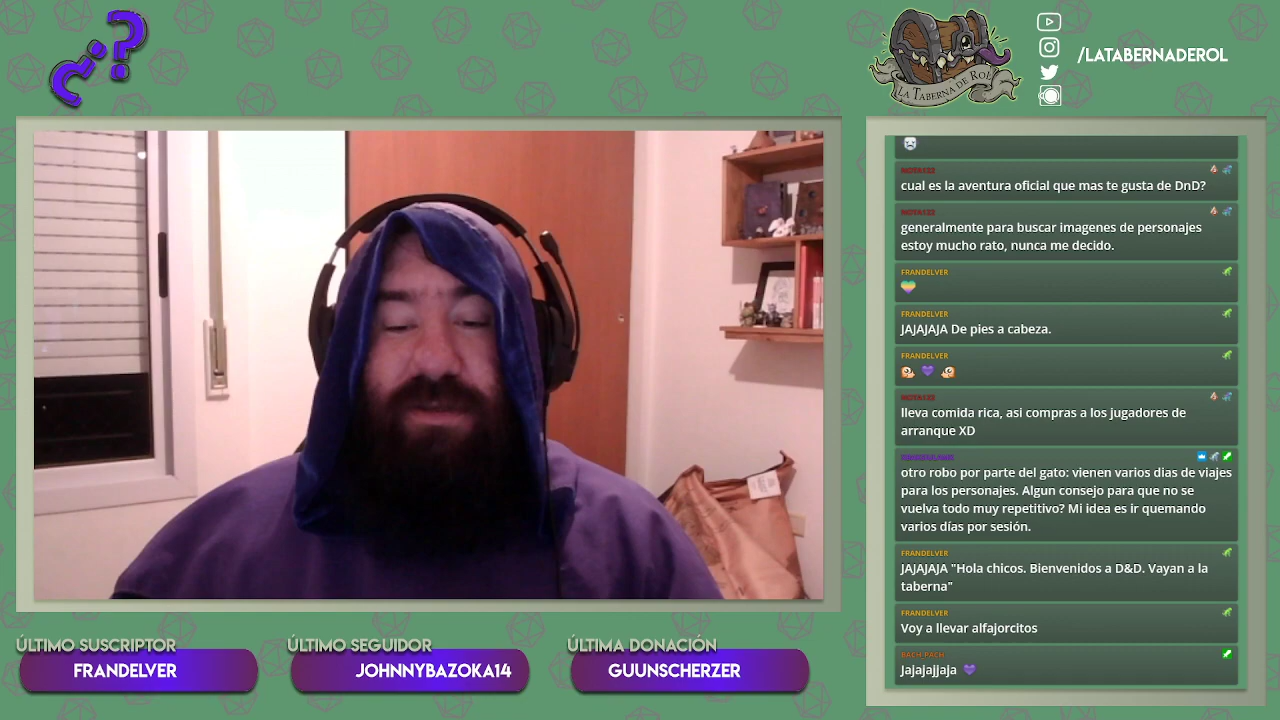 ¿?
LA TABERNA DE ROL
/LATABERNADEROL
NOTA122
cual es la aventura oficial que mas te gusta de DnD?
NOTA122
generalmente para buscar imagenes de personajes
estoy mucho rato, nunca me decido.
FRANDELVER
FRANDELVER
JAJAJAJA De pies a cabeza.
FRANDELVER
NOTA122
lleva comida rica, asi compras a los jugadores de
arranque XD
otro robo por parte del gato: vienen varios dias de viajes
para los personajes. Algun consejo para que no se
vuelva todo muy repetitivo? Mi idea es ir quemando
varios días por sesión.
FRANDELVER
JAJAJAJA "Hola chicos. Bienvenidos a D&D. Vayan a la
taberna"
FRANDELVER
Voy a llevar alfajorcitos
BACH_PACH
Jajajajjaja
ÚLTIMO SUSCRIPTOR
FRANDELVER
ÚLTIMO SEGUIDOR
JOHNNYBAZOKA14
ÚLTIMA DONACIÓN
GUUNSCHERZER